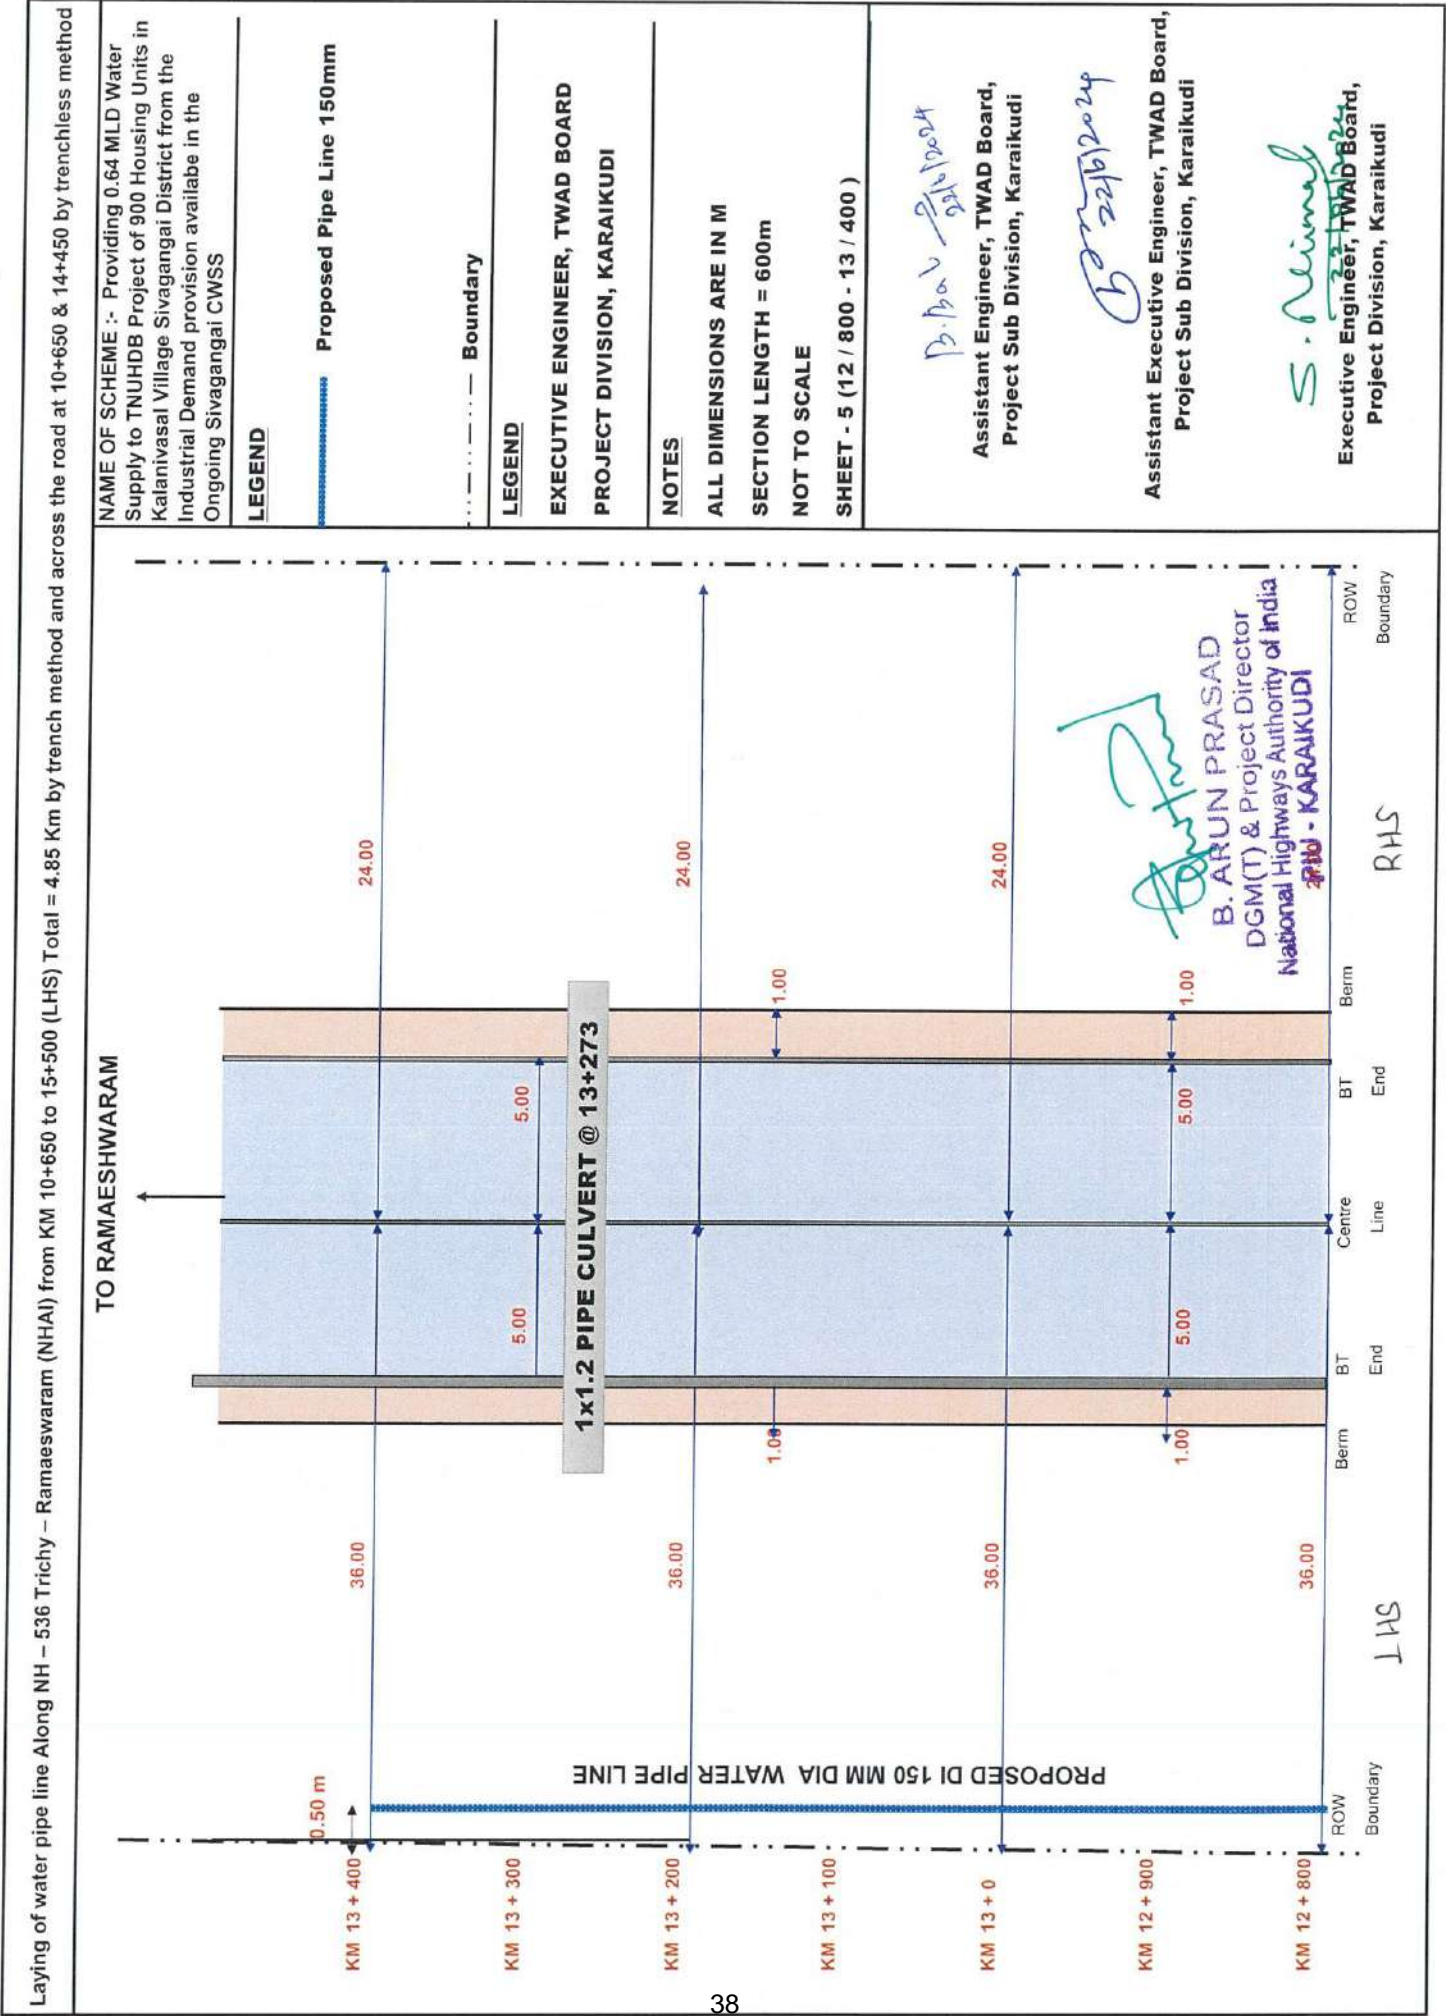 Laying of water pipe line Along NH – 536 Trichy – Ramaeswaram (NHAI) from KM 10+650 to 15+500 (LHS) Total = 4.85 Km by trench method and across the road at 10+650 & 14+450 by trenchless method
TO RAMAESHWARAM
NAME OF SCHEME :- Providing 0.64 MLD Water
Supply to TNUHDB Project of 900 Housing Units in
Kalanivasal Village Sivagangai District from the
Industrial Demand provision availabe in the
Ongoing Sivagangai CWSS
LEGEND
Proposed Pipe Line 150mm
Boundary
LEGEND
EXECUTIVE ENGINEER, TWAD BOARD
PROJECT DIVISION, KARAIKUDI
NOTES
ALL DIMENSIONS ARE IN M
SECTION LENGTH = 600m
NOT TO SCALE
SHEET - 5 (12 / 800 - 13 / 400 )
22/6/2024
Assistant Engineer, TWAD Board,
Project Sub Division, Karaikudi
22/6/2024
Assistant Executive Engineer, TWAD Board,
Project Sub Division, Karaikudi
S. Nirmal
Executive Engineer, TWAD Board,
Project Division, Karaikudi
KM 13 + 400
0.50 m
36.00
24.00
KM 13 + 300
5.00
5.00
1x1.2 PIPE CULVERT @ 13+273
KM 13 + 200
36.00
24.00
1.00
1.00
KM 13 + 100
PROPOSED DI 150 MM DIA WATER PIPE LINE
KM 13 + 0
36.00
24.00
KM 12 + 900
1.00
5.00
5.00
1.00
KM 12 + 800
36.00
B. ARUN PRASAD
DGM(T) & Project Director
National Highways Authority of India
PIU - KARAIKUDI
ROW
Boundary
Berm
BT
End
Centre
Line
BT
End
Berm
ROW
Boundary
LHS
RHS
38